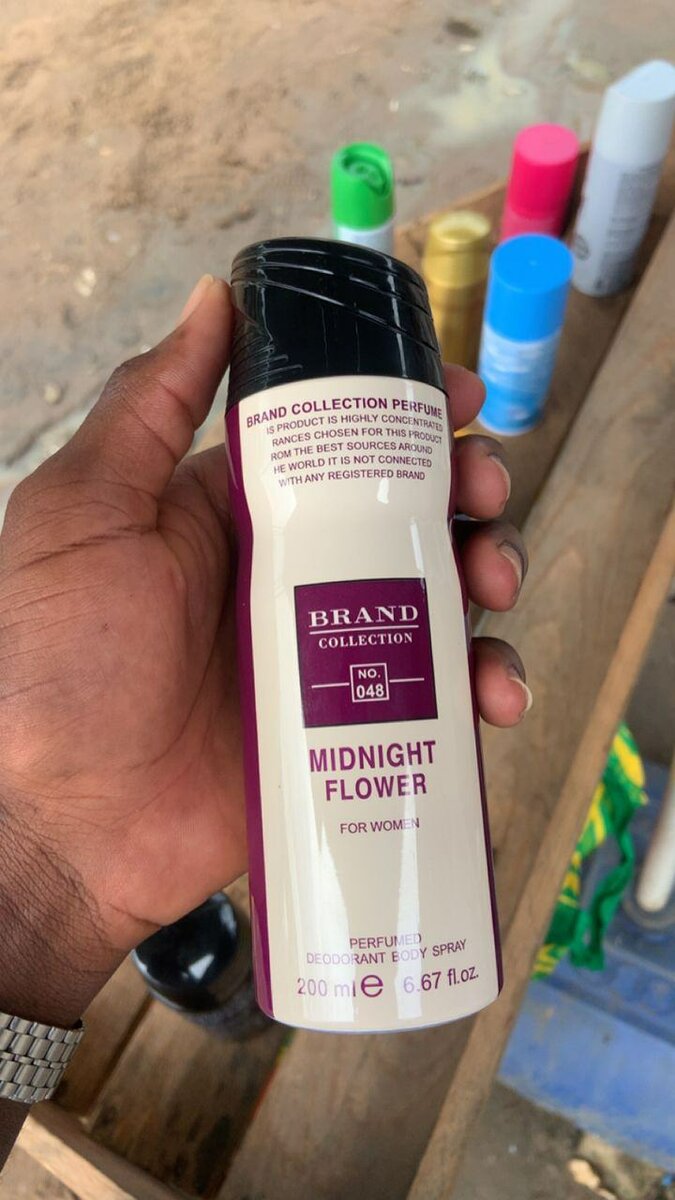 BRAND COLLECTION PERFUME
IS PRODUCT IS HIGHLY CONCENTRATED
RANCES CHOSEN FOR THIS PRODUCT
ROM THE BEST SOURCES AROUND
HE WORLD IT IS NOT CONNECTED
WITH ANY REGISTERED BRAND
BRAND
COLLECTION
NO.
048
MIDNIGHT
FLOWER
FOR WOMEN
PERFUMED
DEODORANT BODY SPRAY
200 ml e 6.67 fl.oz.